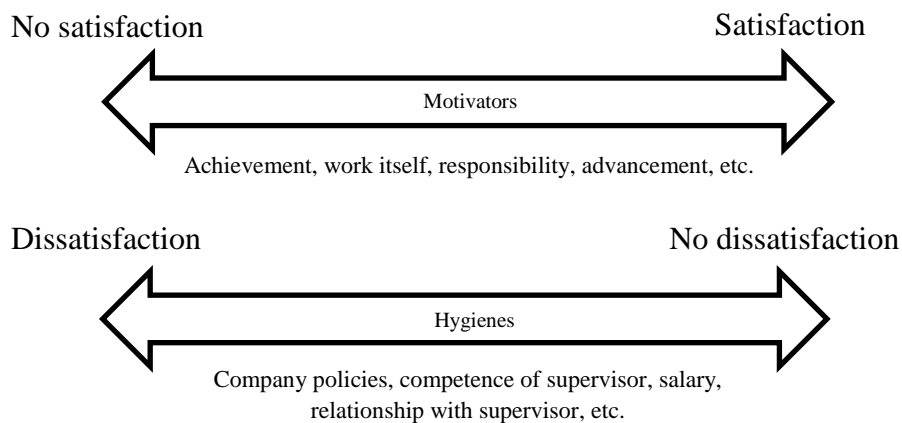 No satisfaction
Satisfaction
Motivators
Achievement, work itself, responsibility, advancement, etc.
Dissatisfaction
No dissatisfaction
Hygienes
Company policies, competence of supervisor, salary,
relationship with supervisor, etc.